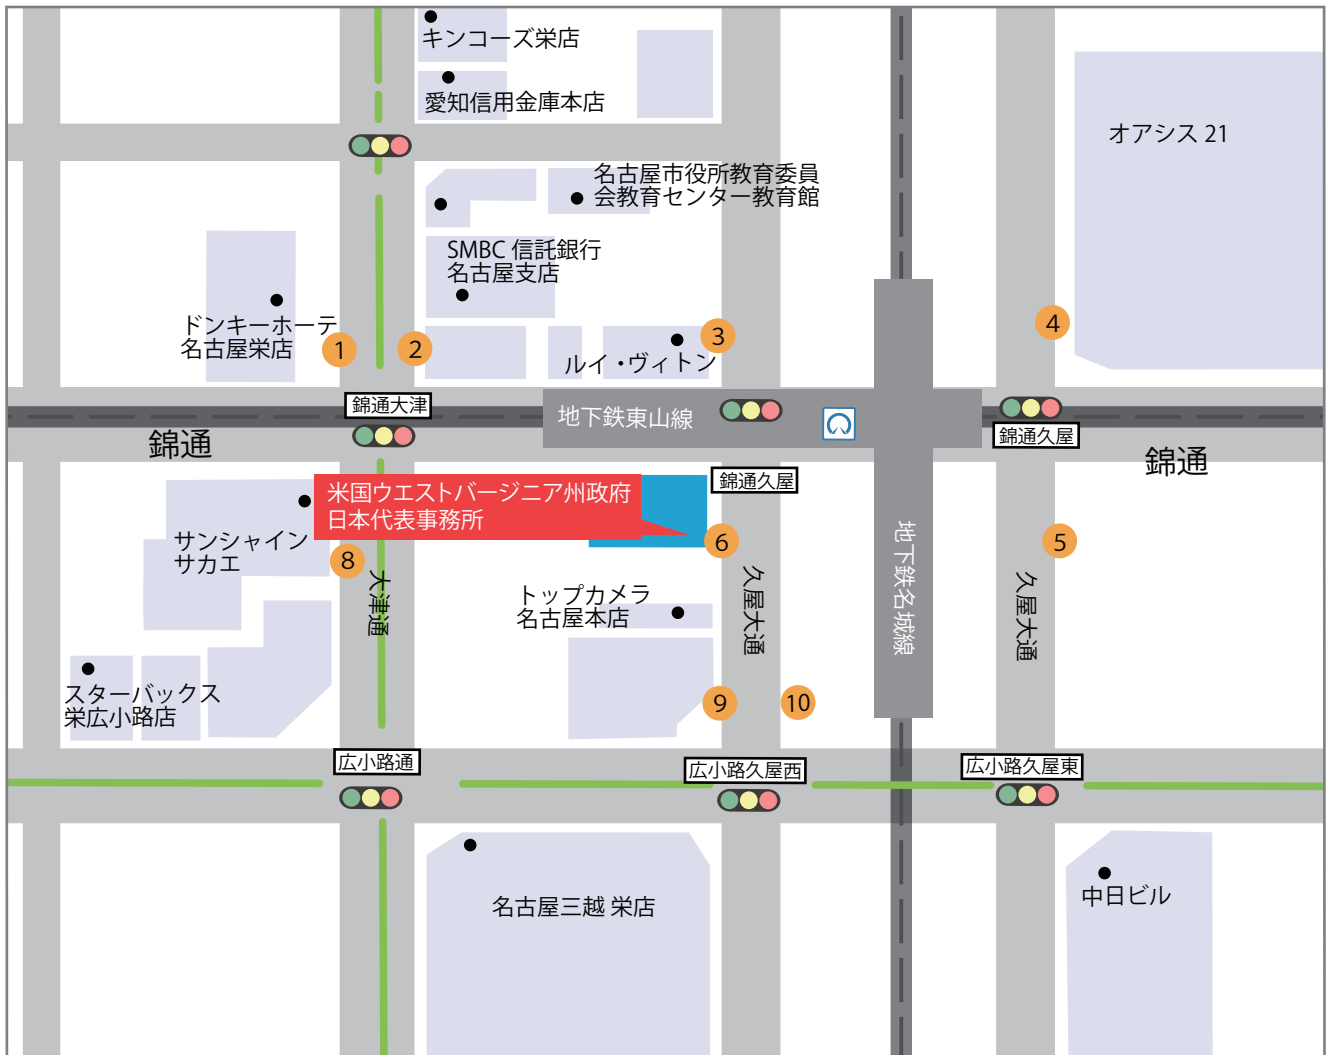 キンコーズ栄店
愛知信用金庫本店
オアシス 21
名古屋市役所教育委員
会教育センター教育館
SMBC 信託銀行
名古屋支店
ドンキーホーテ
名古屋栄店
1
2
ルイ・ヴィトン
3
4
錦通大津
地下鉄東山線
錦通久屋
錦通
錦通
錦通久屋
米国ウエストバージニア州政府
日本代表事務所
サンシャイン
サカエ
8
6
5
大津通
トップカメラ
名古屋本店
久屋大通
地下鉄名城線
久屋大通
スターバックス
栄広小路店
9
10
広小路通
広小路久屋西
広小路久屋東
名古屋三越 栄店
中日ビル